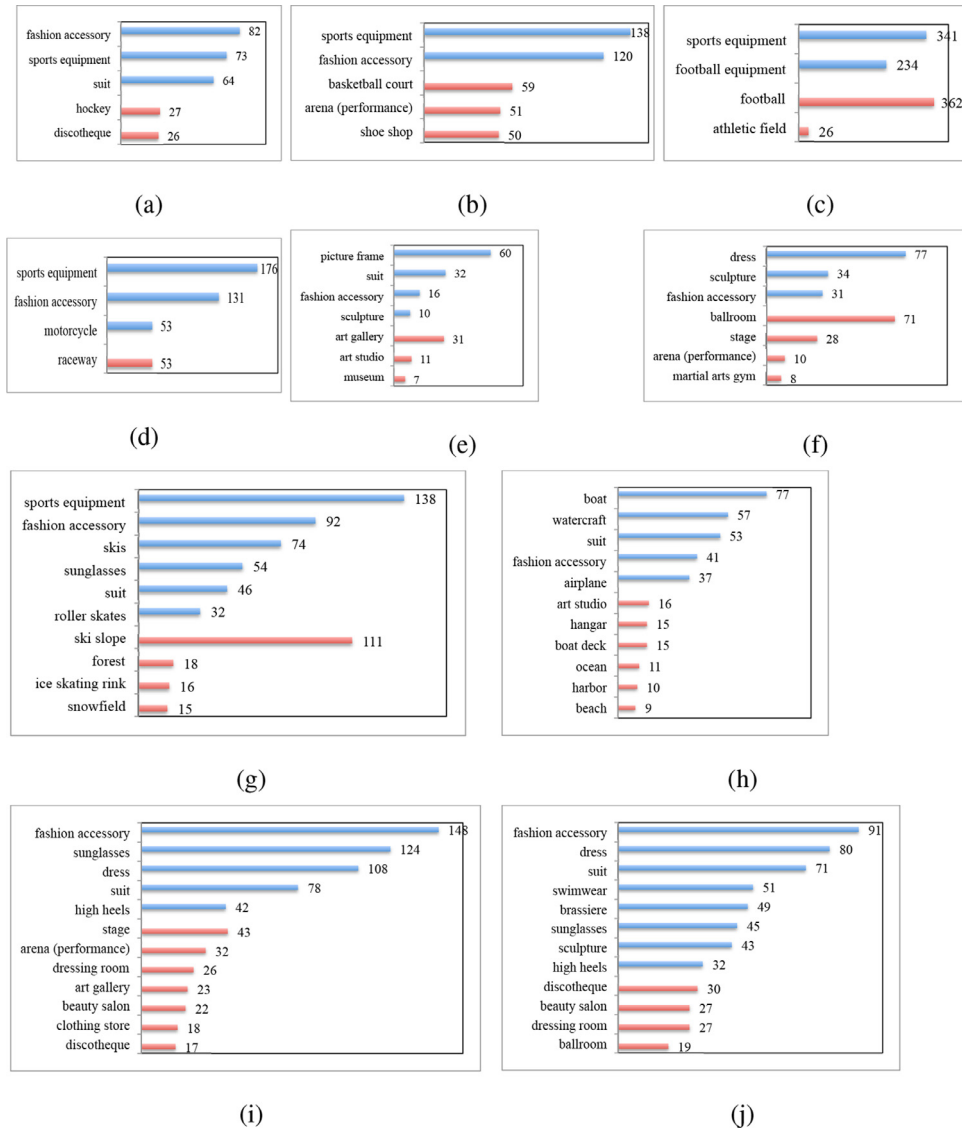 fashion accessory 82
sports equipment 73
suit 64
hockey 27
discotheque 26
(a)
sports equipment 138
fashion accessory 120
basketball court 59
arena (performance) 51
shoe shop 50
(b)
sports equipment 341
football equipment 234
football 362
athletic field 26
(c)
sports equipment 176
fashion accessory 131
motorcycle 53
raceway 53
(d)
picture frame 60
suit 32
fashion accessory 16
sculpture 10
art gallery 31
art studio 11
museum 7
(e)
dress 77
sculpture 34
fashion accessory 31
ballroom 71
stage 28
arena (performance) 10
martial arts gym 8
(f)
sports equipment 138
fashion accessory 92
skis 74
sunglasses 54
suit 46
roller skates 32
ski slope 111
forest 18
ice skating rink 16
snowfield 15
(g)
boat 77
watercraft 57
suit 53
fashion accessory 41
airplane 37
art studio 16
hangar 15
boat deck 15
ocean 11
harbor 10
beach 9
(h)
fashion accessory 148
sunglasses 124
dress 108
suit 78
high heels 42
stage 43
arena (performance) 32
dressing room 26
art gallery 23
beauty salon 22
clothing store 18
discotheque 17
(i)
fashion accessory 91
dress 80
suit 71
swimwear 51
brassiere 49
sunglasses 45
sculpture 43
high heels 32
discotheque 30
beauty salon 27
dressing room 27
ballroom 19
(j)